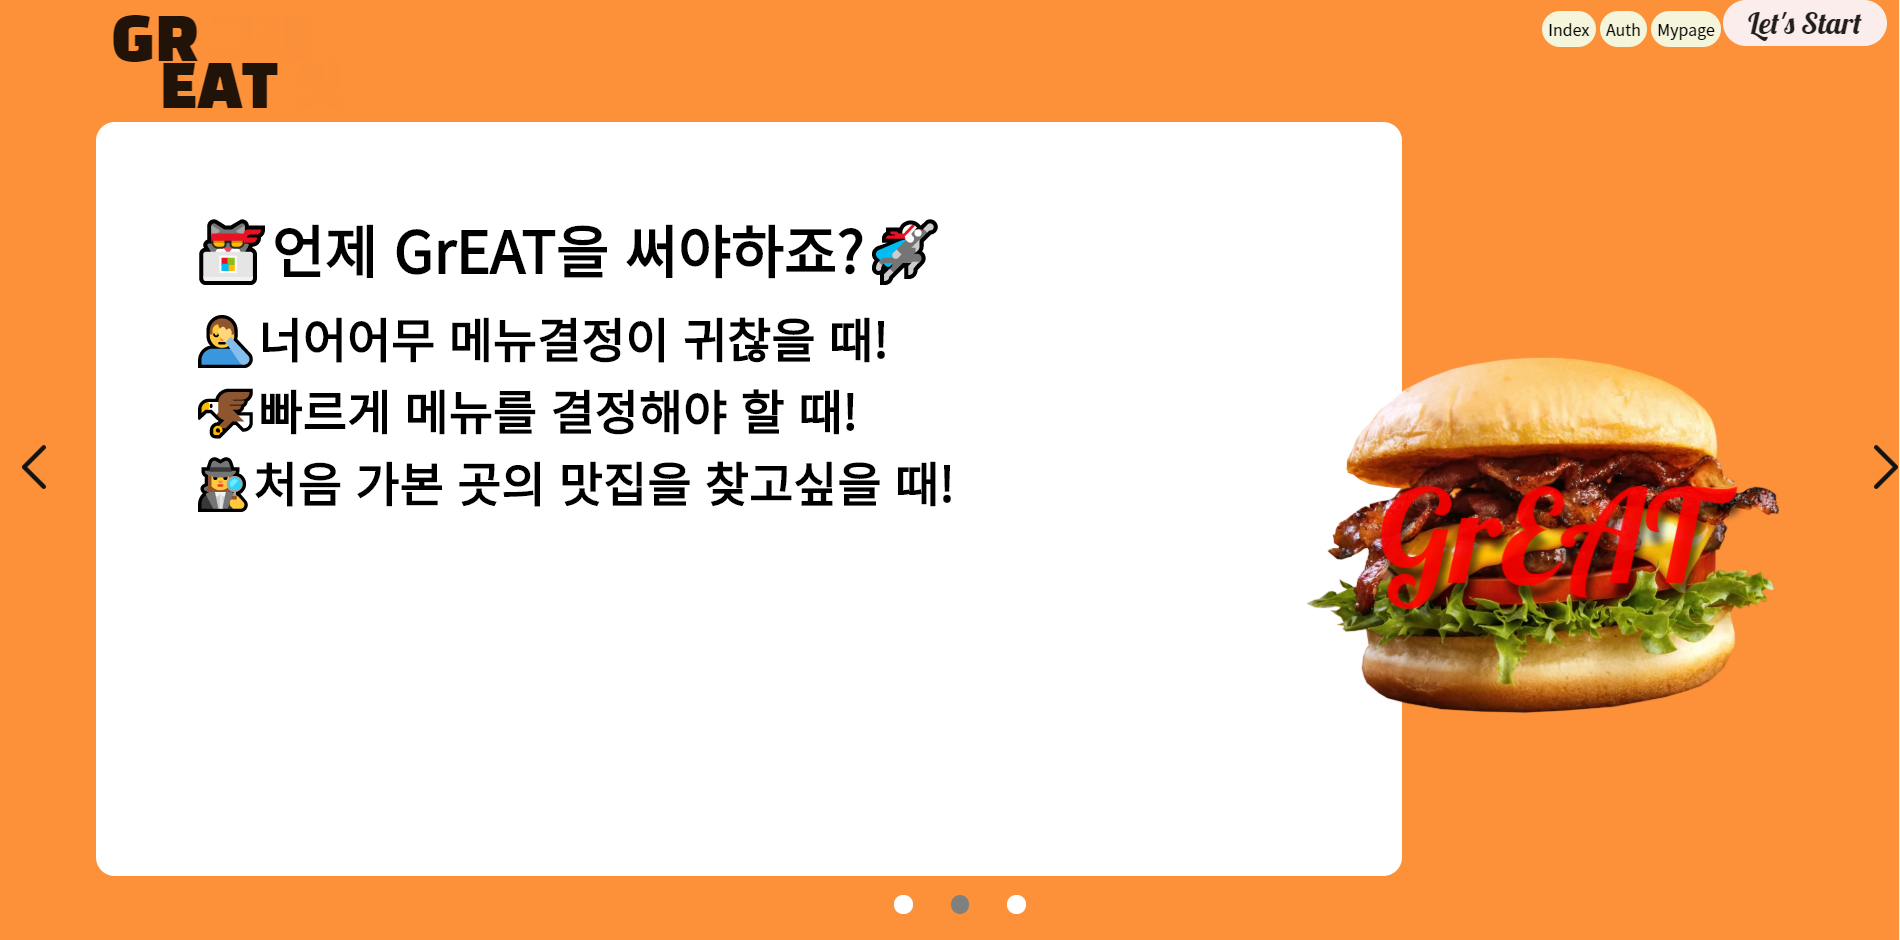 GR
EAT
Index Auth Mypage Let's Start
언제 GrEAT을 써야하죠?
너어어무 메뉴결정이 귀찮을 때!
빠르게 메뉴를 결정해야 할 때!
처음 가본 곳의 맛집을 찾고싶을 때!
GrEAT